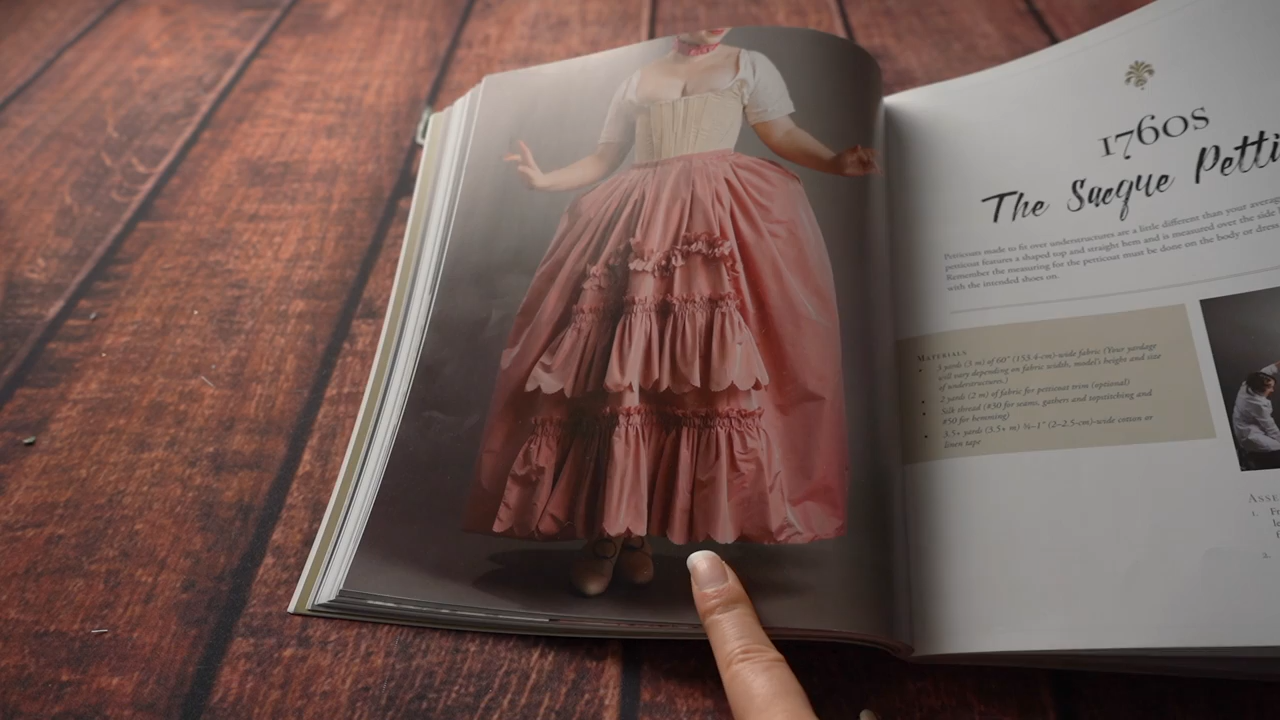 1760s
The Sacque Petti
Petticoats made to fit over understructures are a little different than your averag
petticoat features a shaped top and straight hem and is measured over the side
Remember the measuring for the petticoat must be done on the body or dress
with the intended shoes on.
Materials
• 3 yards (3 m) of 60" (153.4-cm)-wide fabric (Your yardage
will vary depending on fabric width, model's height and size
of understructures.)
• 2 yards (2 m) of fabric for petticoat trim (optional)
• Silk thread (#30 for seams, gathers and topstitching and
#50 for hemming)
• 3.5+ yards (3.5+ m) ¾–1" (2–2.5-cm)-wide cotton or
linen tape
Asse
1.
2.